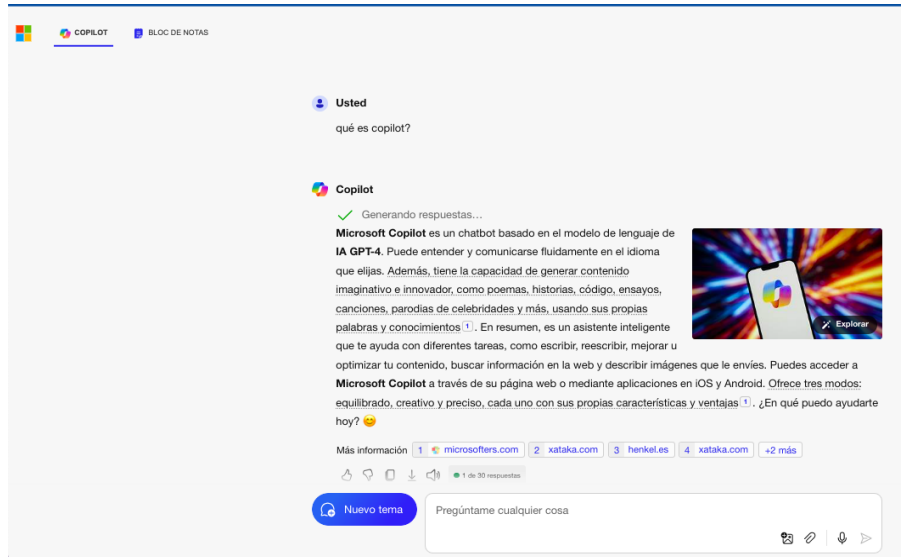 COPILOT
BLOC DE NOTAS
Usted
qué es copilot?
Copilot
Generando respuestas...
Microsoft Copilot es un chatbot basado en el modelo de lenguaje de
IA GPT-4. Puede entender y comunicarse fluidamente en el idioma
que elijas. Además, tiene la capacidad de generar contenido
imaginativo e innovador, como poemas, historias, código, ensayos,
canciones, parodias de celebridades y más, usando sus propias
palabras y conocimientos 1 . En resumen, es un asistente inteligente
que te ayuda con diferentes tareas, como escribir, reescribir, mejorar u
optimizar tu contenido, buscar información en la web y describir imágenes que le envíes. Puedes acceder a
Microsoft Copilot a través de su página web o mediante aplicaciones en iOS y Android. Ofrece tres modos:
equilibrado, creativo y preciso, cada uno con sus propias características y ventajas 1 . ¿En qué puedo ayudarte
hoy? 😊
Explorar
Más información 1 microsofters.com 2 xataka.com 3 henkel.es 4 xataka.com +2 más
1 de 30 respuestas
Nuevo tema
Pregúntame cualquier cosa